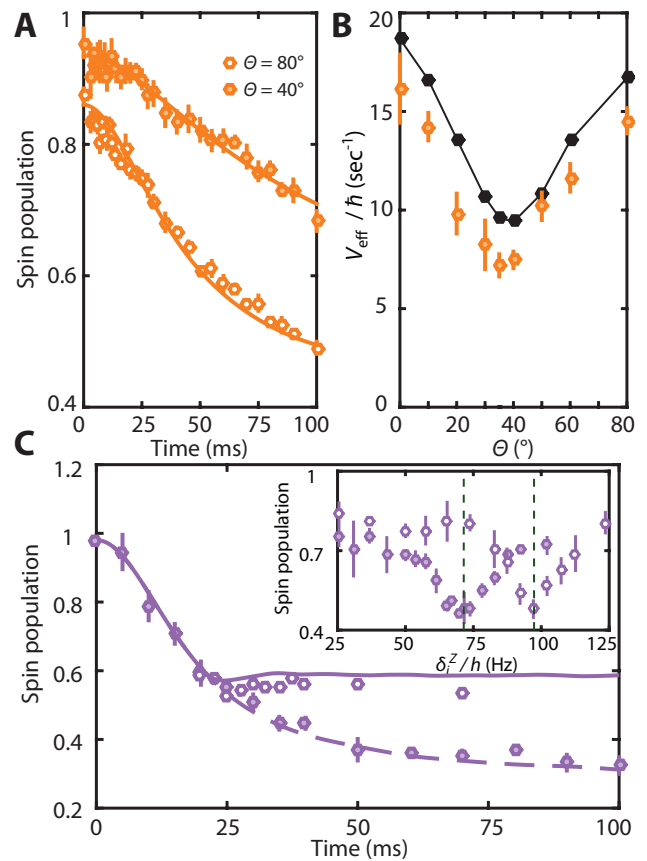 A
Spin population
1
0.8
0.6
0.4
Θ = 80°
Θ = 40°
0 25 50 75 100
Time (ms)
B
V_eff / ħ (sec⁻¹)
20
15
10
5
0
0 20 40 60 80
Θ (°)
C
Spin population
1.2
1
0.8
0.6
0.4
0.2
0 25 50 75 100
Time (ms)
Spin population
1
0.7
0.4
25 50 75 100 125
δ_i^Z / h (Hz)